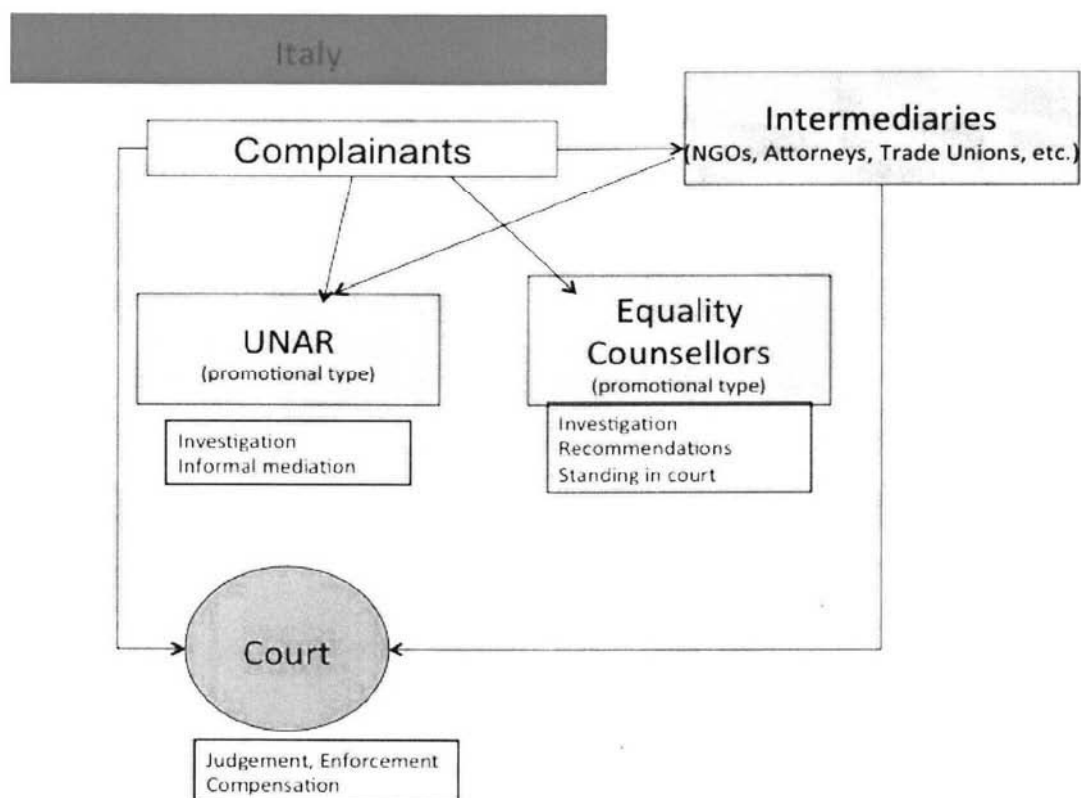 Italy
Complainants
Intermediaries
(NGOs, Attorneys, Trade Unions, etc.)
UNAR
(promotional type)
Investigation
Informal mediation
Equality
Counsellors
(promotional type)
Investigation
Recommendations
Standing in court
Court
Judgement, Enforcement
Compensation